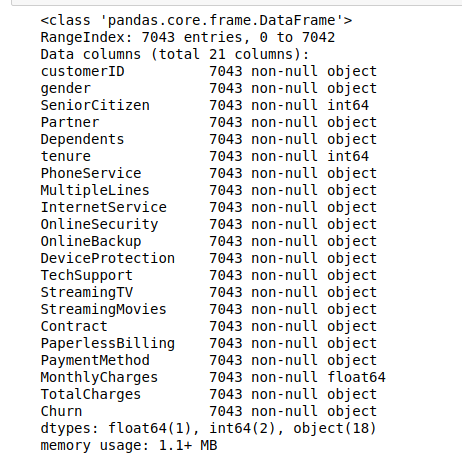 <class 'pandas.core.frame.DataFrame'>
RangeIndex: 7043 entries, 0 to 7042
Data columns (total 21 columns):
customerID          7043 non-null object
gender              7043 non-null object
SeniorCitizen       7043 non-null int64
Partner             7043 non-null object
Dependents          7043 non-null object
tenure              7043 non-null int64
PhoneService        7043 non-null object
MultipleLines       7043 non-null object
InternetService     7043 non-null object
OnlineSecurity      7043 non-null object
OnlineBackup        7043 non-null object
DeviceProtection    7043 non-null object
TechSupport         7043 non-null object
StreamingTV         7043 non-null object
StreamingMovies     7043 non-null object
Contract            7043 non-null object
PaperlessBilling    7043 non-null object
PaymentMethod       7043 non-null object
MonthlyCharges      7043 non-null float64
TotalCharges        7043 non-null object
Churn               7043 non-null object
dtypes: float64(1), int64(2), object(18)
memory usage: 1.1+ MB